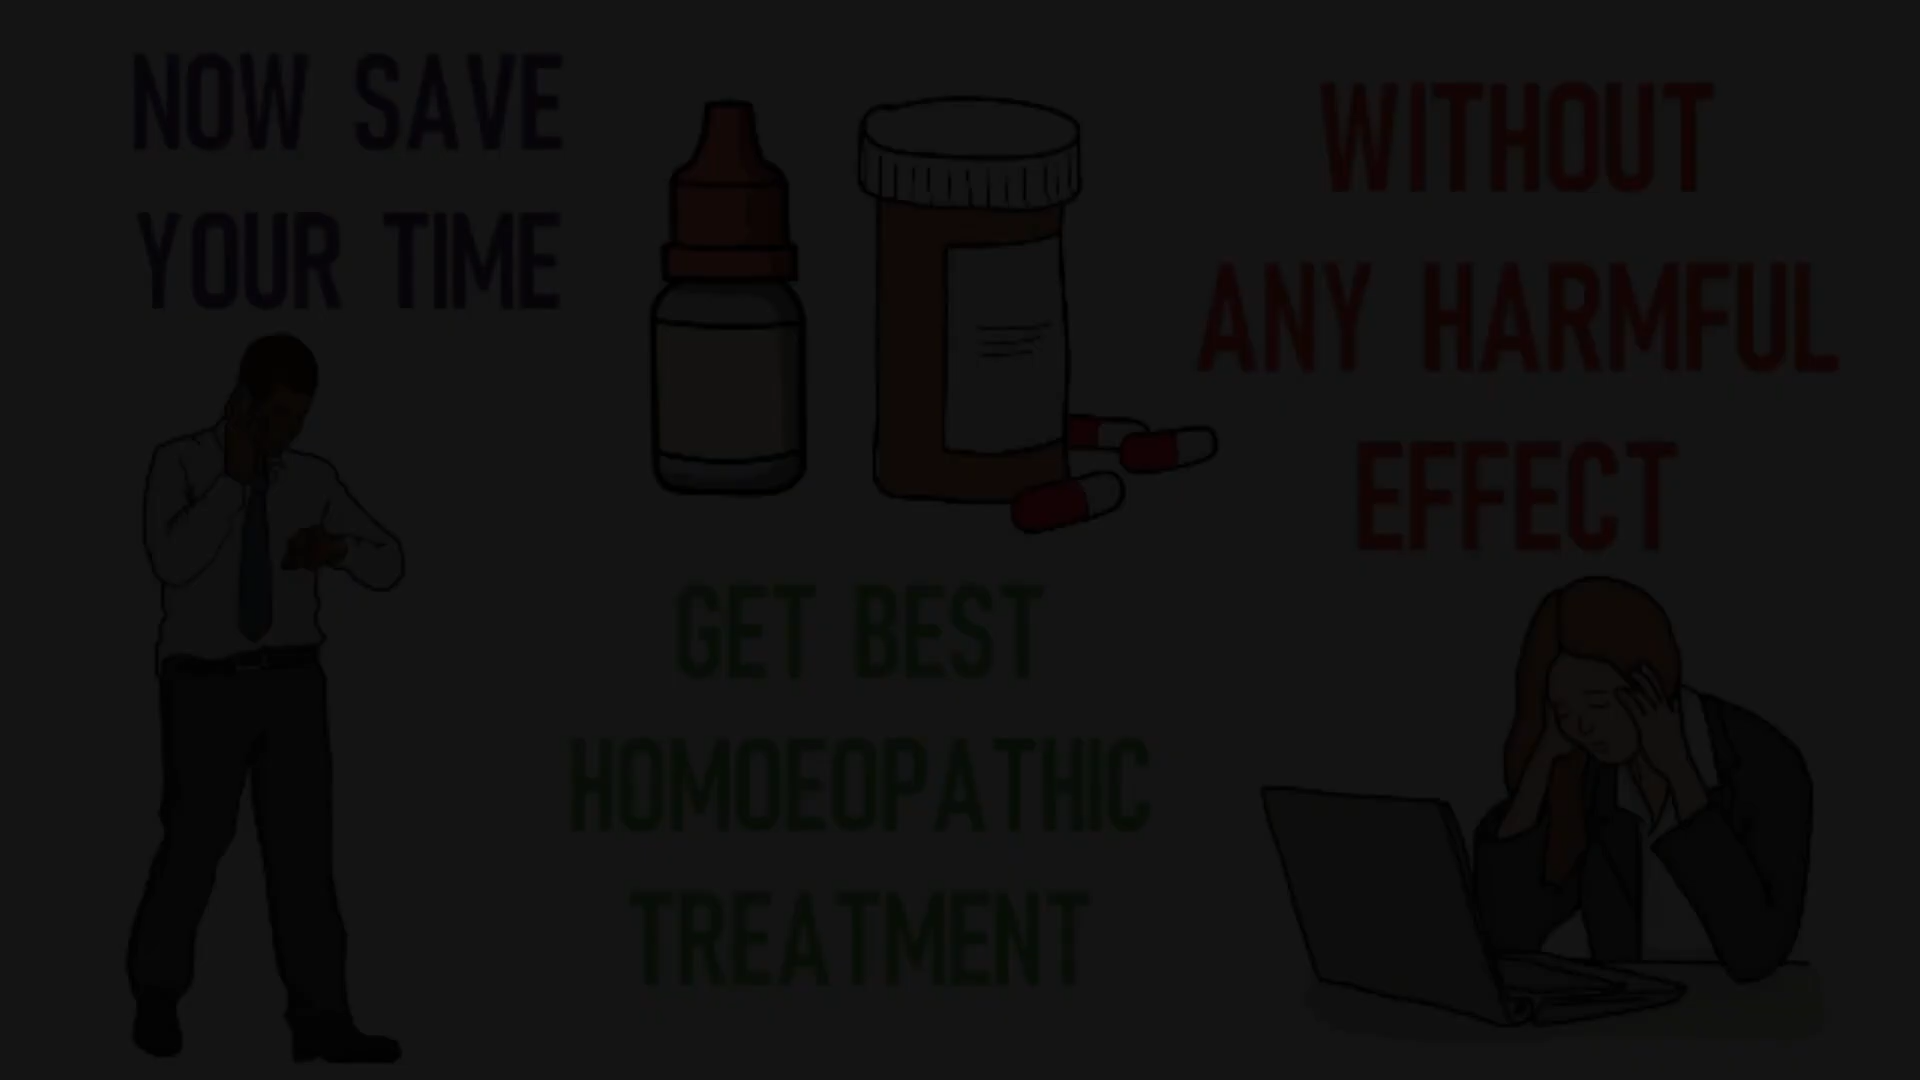 NOW SAVE
YOUR TIME
WITHOUT
ANY HARMFUL
EFFECT
GET BEST
HOMOEOPATHIC
TREATMENT